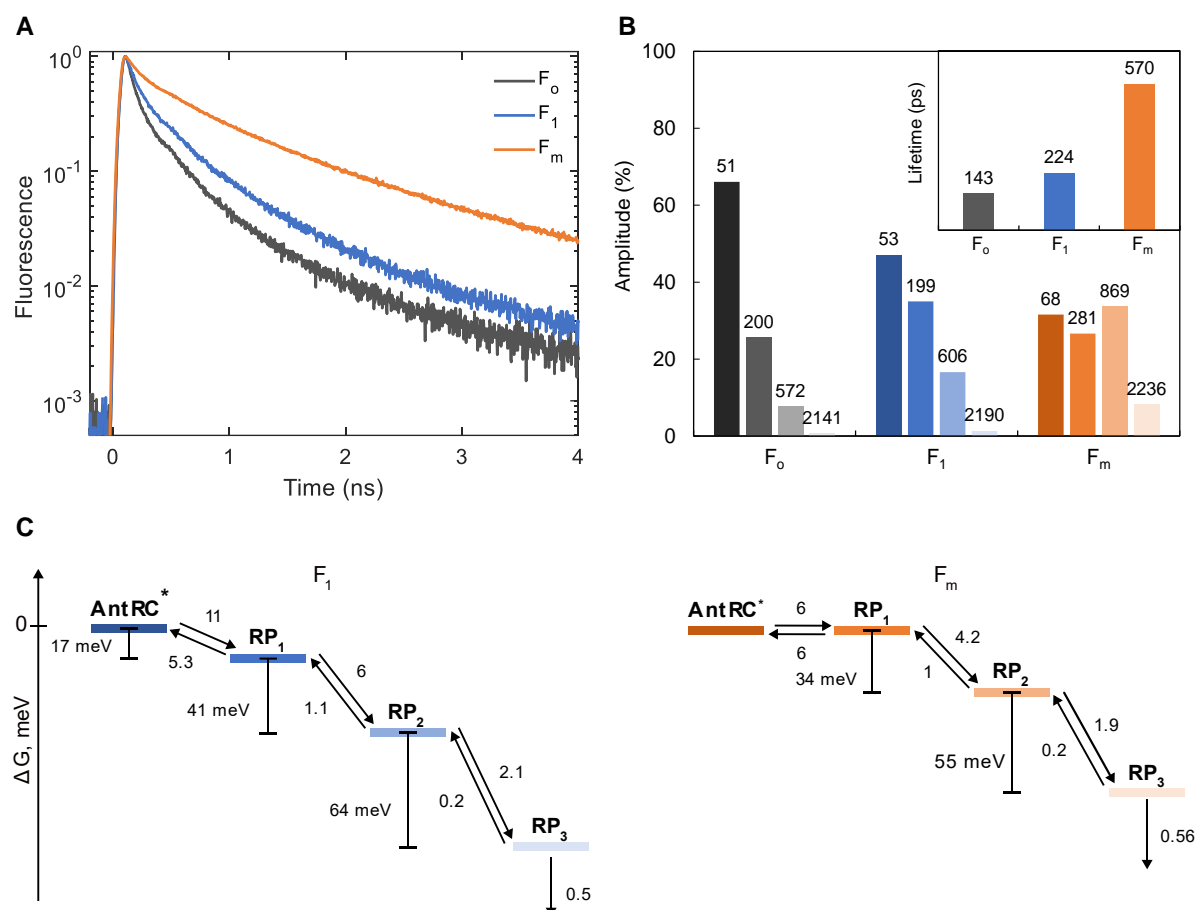 A
10^0
10^-1
10^-2
10^-3
Fluorescence
0 1 2 3 4
Time (ns)
F_o
F_1
F_m
B
100
80
60
40
20
0
Amplitude (%)
51
200
572
2141
53
199
606
2190
68
281
869
2236
F_o F_1 F_m
Lifetime (ps)
143
224
570
F_o F_1 F_m
C
ΔG, meV
0
F_1
AntRC*
17 meV
11
5.3
RP_1
41 meV
6
1.1
RP_2
64 meV
2.1
0.2
RP_3
0.5
F_m
AntRC*
6
6
RP_1
34 meV
4.2
1
RP_2
55 meV
1.9
0.2
RP_3
0.56